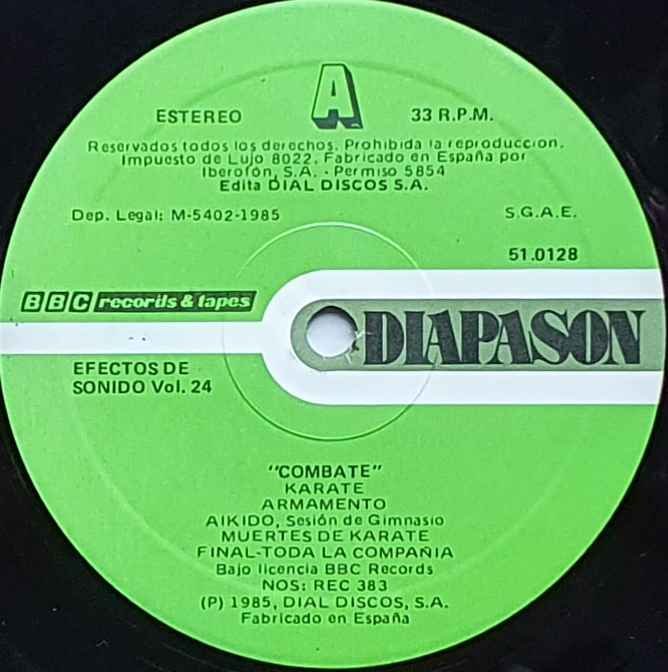 A
ESTEREO 33 R.P.M.
Reservados todos los derechos. Prohibida la reproduccion.
Impuesto de Lujo 8022. Fabricado en España por
Iberofón, S.A. - Permiso 5854
Edita DIAL DISCOS S.A.
Dep. Legal: M-5402-1985 S.G.A.E.
51.0128
BBC records & tapes
DIAPASON
EFECTOS DE
SONIDO Vol. 24
"COMBATE"
KARATE
ARMAMENTO
AIKIDO, Sesión de Gimnasio
MUERTES DE KARATE
FINAL-TODA LA COMPAÑIA
Bajo licencia BBC Records
NOS: REC 383
(P) 1985, DIAL DISCOS, S.A.
Fabricado en España